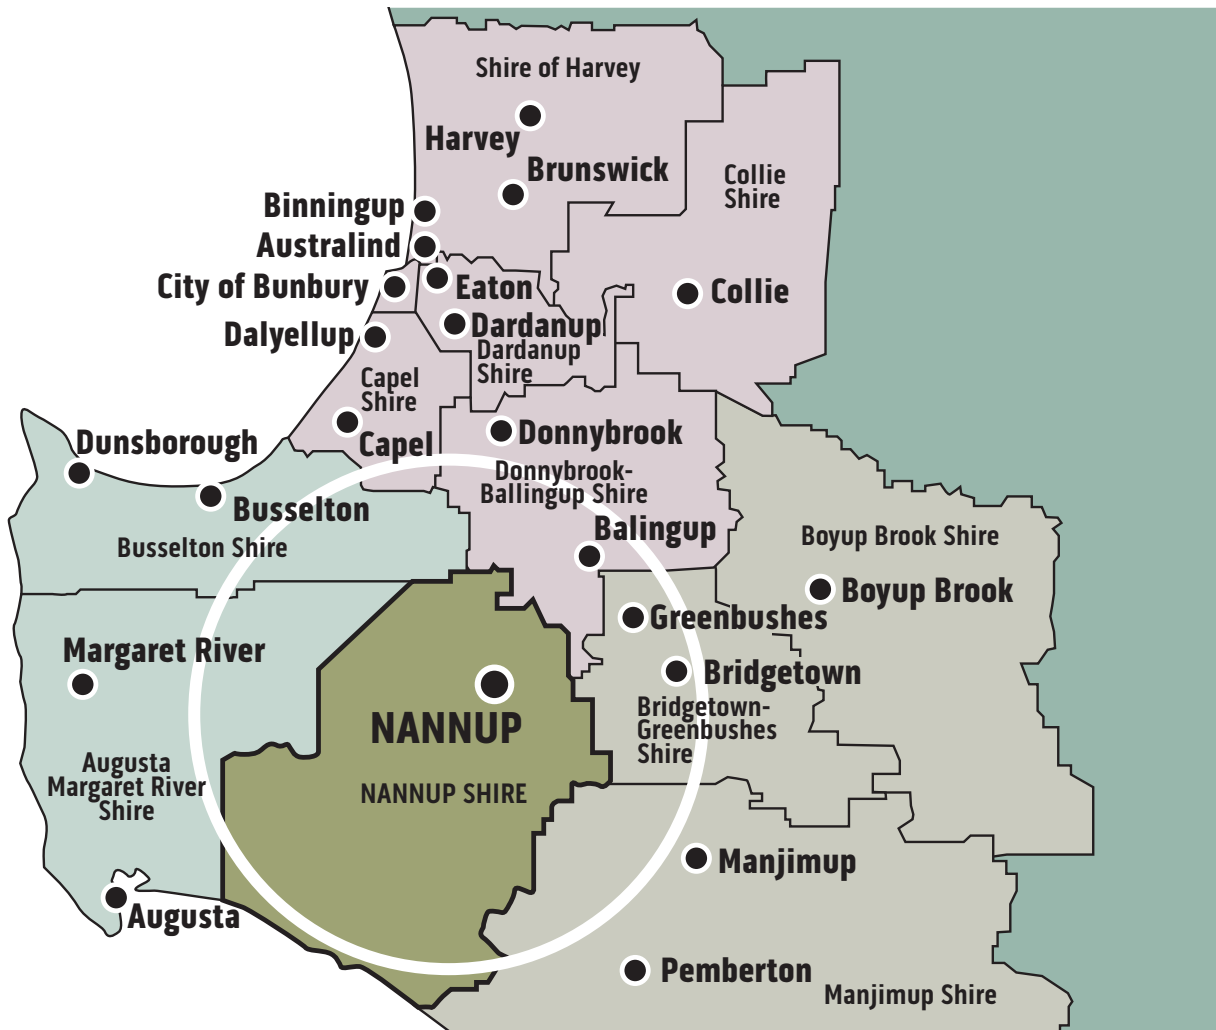 Shire of Harvey
Harvey
Brunswick
Collie
Shire
Binningup
Australind
City of Bunbury
Eaton
Collie
Dalyellup
Dardanup
Dardanup
Shire
Capel
Shire
Capel
Donnybrook
Dunsborough
Donnybrook-
Ballingup Shire
Busselton
Balingup
Busselton Shire
Boyup Brook Shire
Boyup Brook
Greenbushes
Margaret River
Bridgetown
NANNUP
Bridgetown-
Greenbushes
Shire
Augusta
Margaret River
Shire
NANNUP SHIRE
Manjimup
Augusta
Pemberton
Manjimup Shire